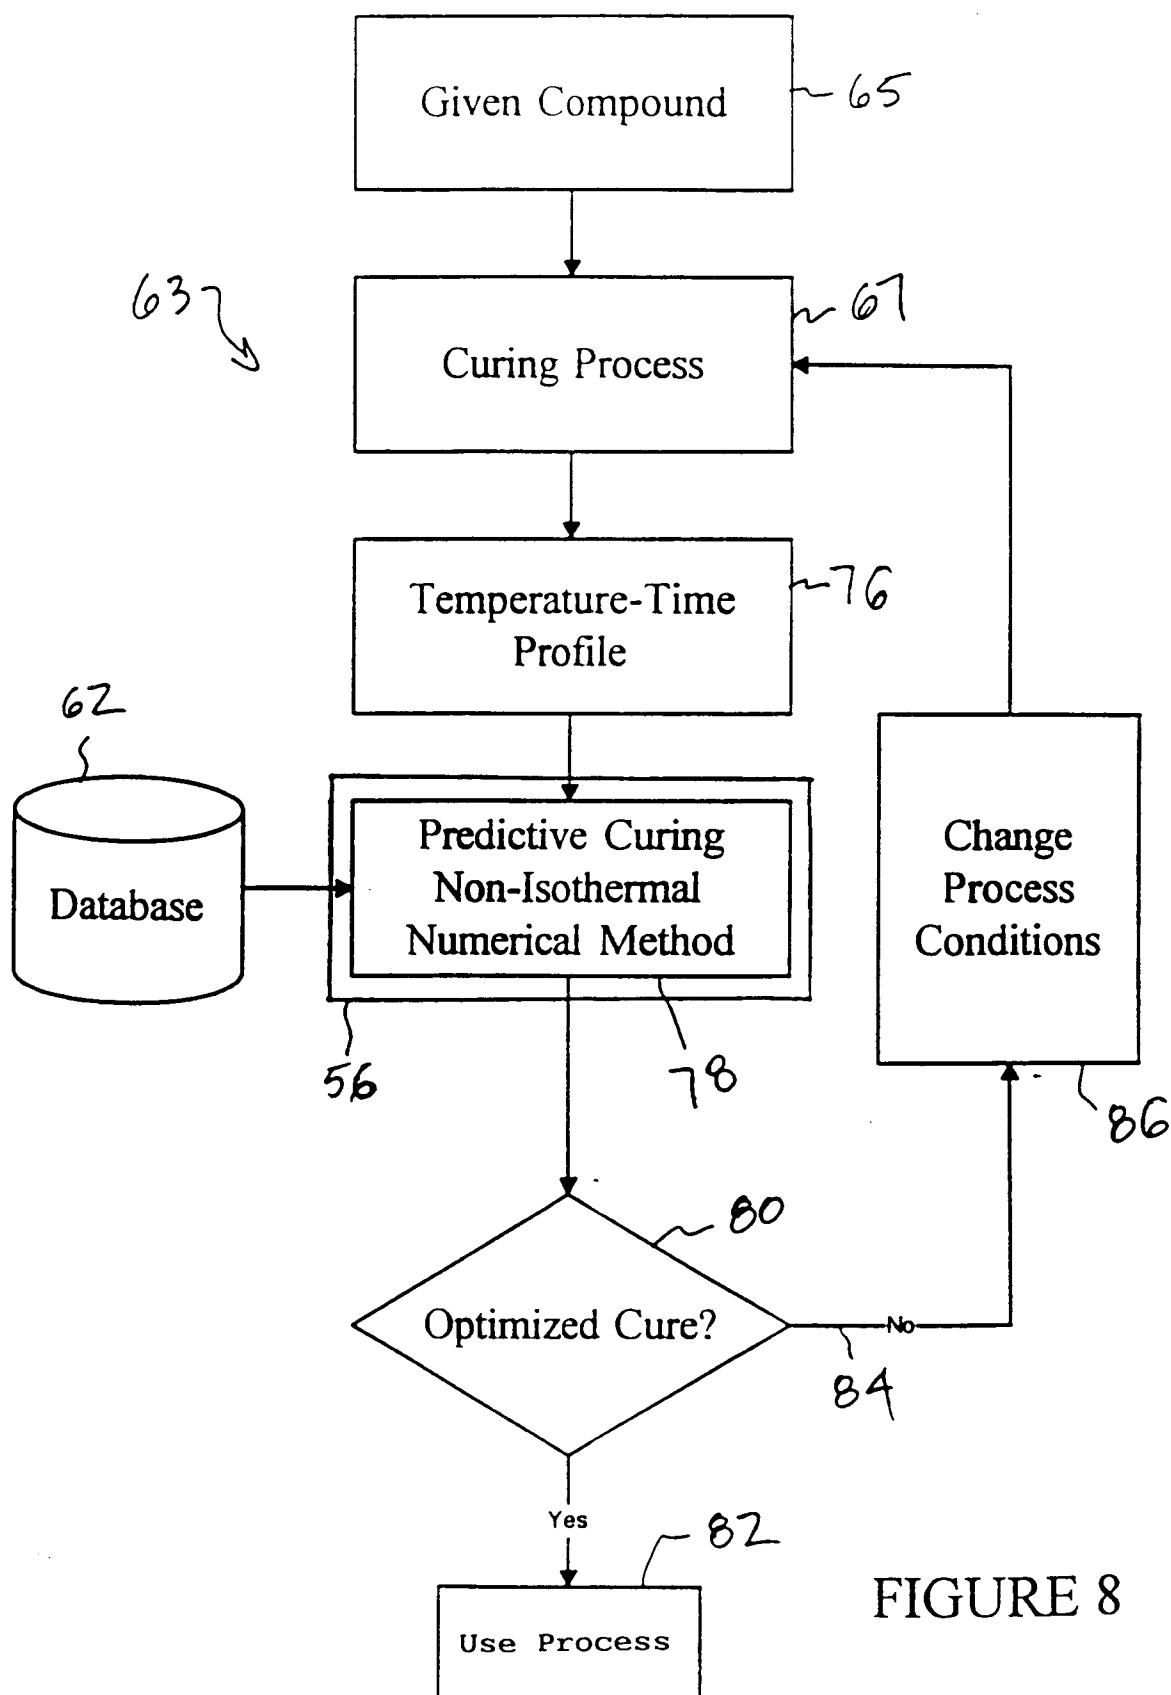 Given Compound
65
63
67
Curing Process
Temperature-Time
Profile
76
62
Database
Predictive Curing
Non-Isothermal
Numerical Method
Change
Process
Conditions
56
78
86
80
Optimized Cure?
No
84
Yes
82
Use Process
FIGURE 8